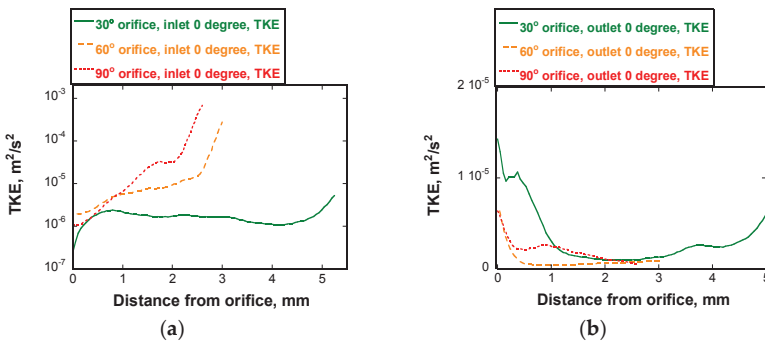 30° orifice, inlet 0 degree, TKE
60° orifice, inlet 0 degree, TKE
90° orifice, inlet 0 degree, TKE
10⁻³
10⁻⁴
10⁻⁵
10⁻⁶
10⁻⁷
TKE, m²/s²
0 1 2 3 4 5
Distance from orifice, mm
(a)
30° orifice, outlet 0 degree, TKE
60° orifice, outlet 0 degree, TKE
90° orifice, outlet 0 degree, TKE
2 10⁻⁵
1 10⁻⁵
0
TKE, m²/s²
0 1 2 3 4 5
Distance from orifice, mm
(b)